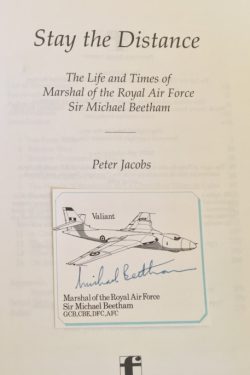 Stay the Distance
The Life and Times of
Marshal of the Royal Air Force
Sir Michael Beetham
Peter Jacobs
Valiant
Michael Beetham
Marshal of the Royal Air Force
Sir Michael Beetham
GCB,CBE,DFC,AFC
f